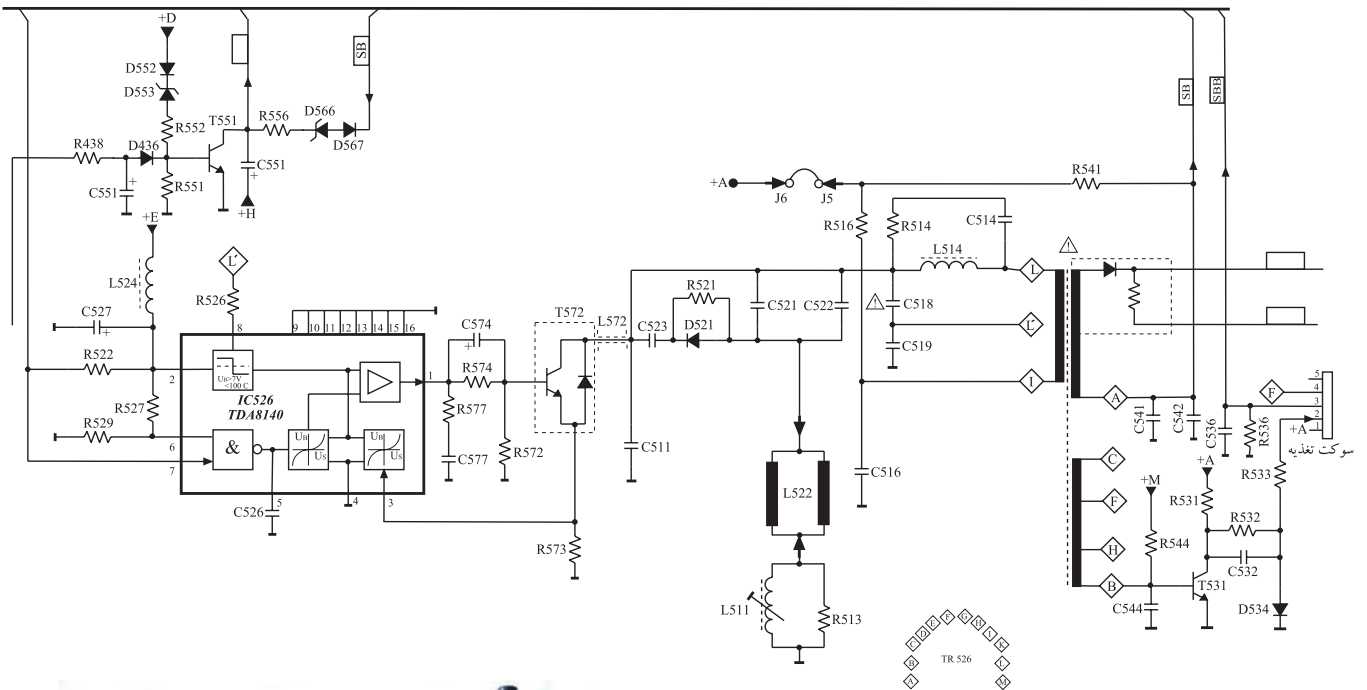 +D
D552
D553
R552
T551
R556
D566
D567
SB
SB
SBB
R438
D436
C551
C551
R551
+H
+E
L524
L'
R526
C527
R522
R527
R529
2
6
7
8
9 10 11 12 13 14 15 16
UB>7V
<100 C
IC526
TDA8140
&
UB
US
UB
US
1
5
4
3
C526
C574
R574
R577
C577
R572
T572
L572
R573
C523
R521
D521
C521
C522
C511
L522
L511
R513
+A
J6
J5
R541
R516
R514
C514
L514
C518
C519
C516
L
L'
I
A
C541
C542
C536
R536
F
5
4
3
2
1
+A
سوکت تغذیه
R533
C
F
H
B
+M
R544
C544
+A
R531
R532
C532
T531
D534
A
B
C
D
E
F
G
H
I
K
L
M
TR 526